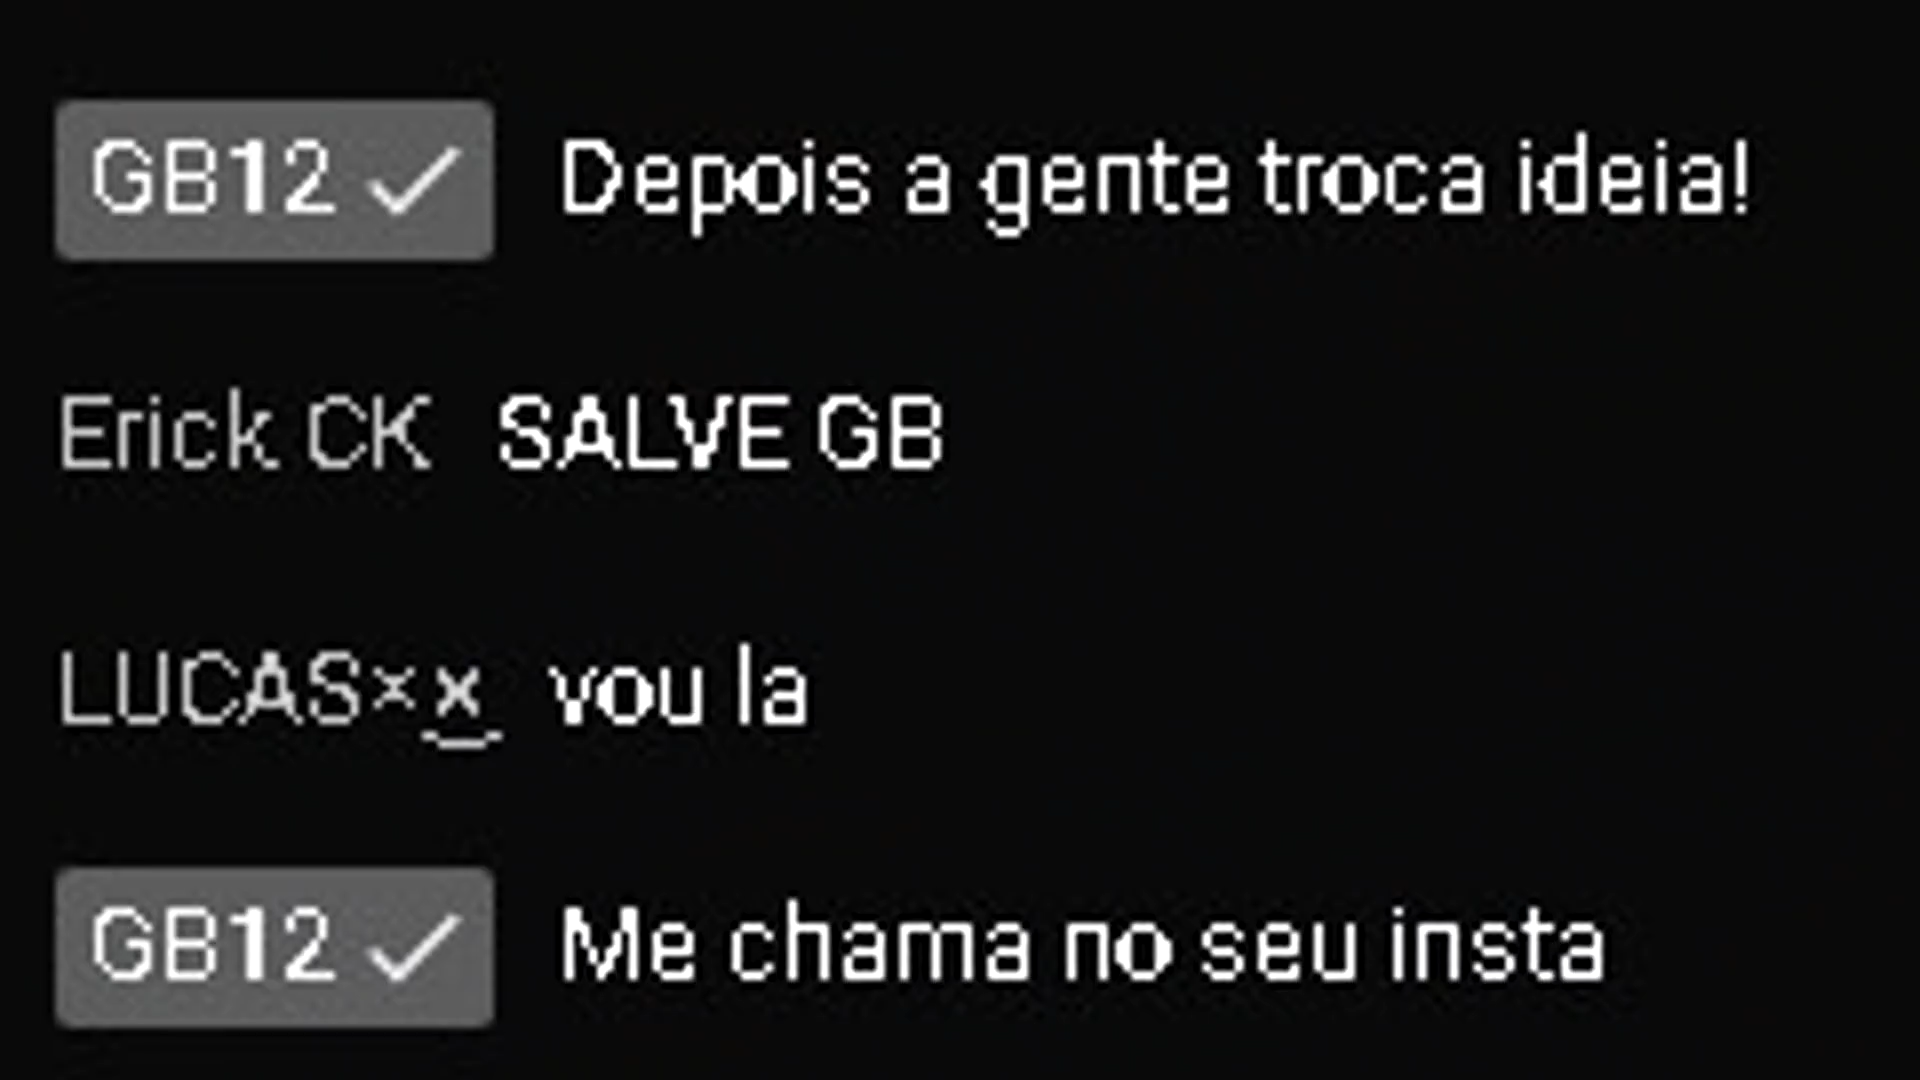 GB12 ✓ Depois a gente troca ideia!
Erick CK SALVE GB
LUCAS×x̰ vou la
GB12 ✓ Me chama no seu insta